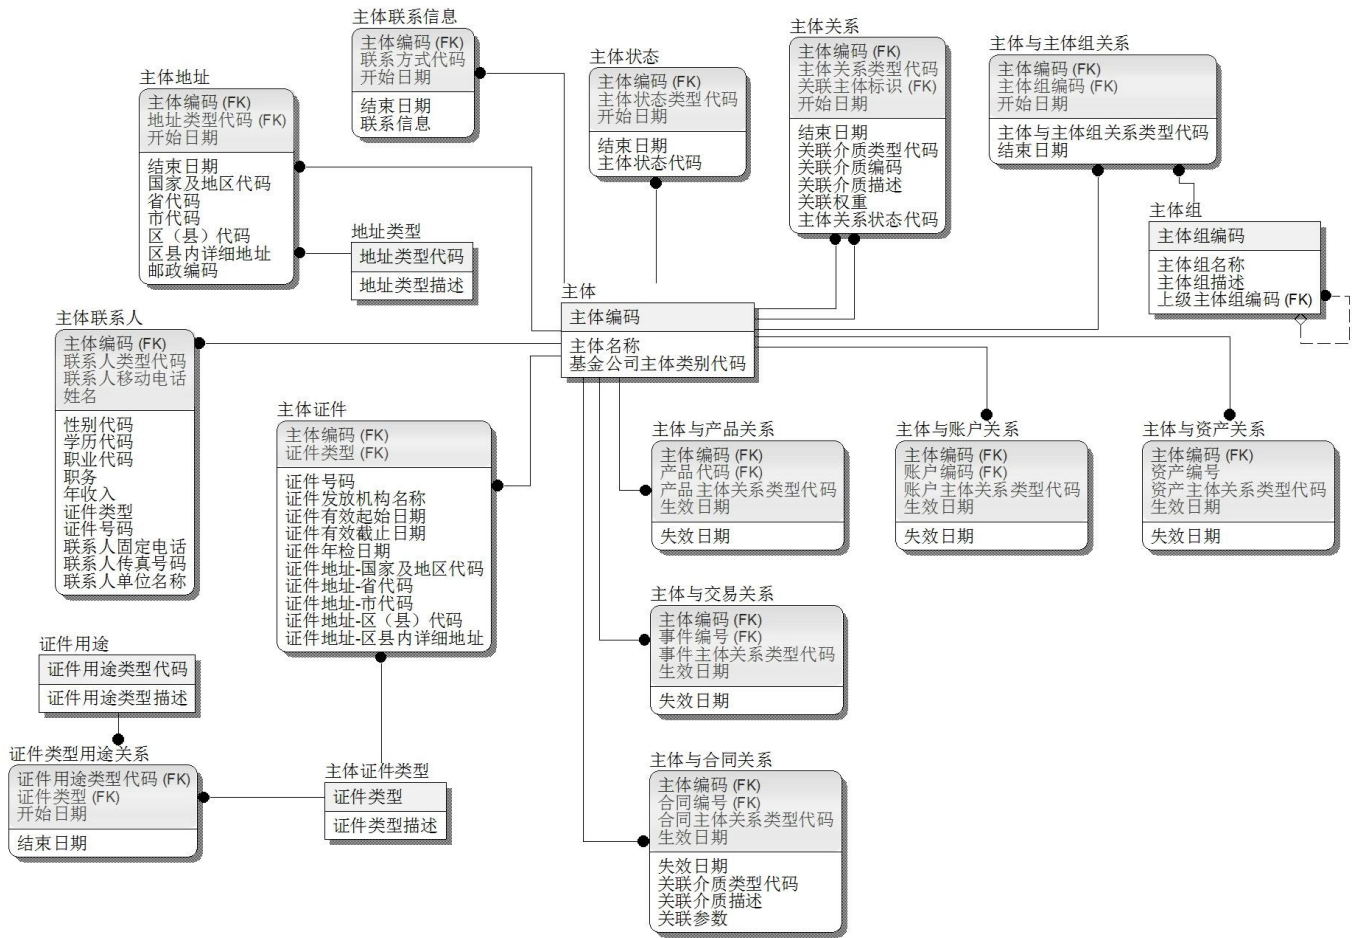 主体联系信息
主体编码 (FK)
联系方式代码
开始日期
结束日期
联系信息
主体状态
主体编码 (FK)
主体状态类型代码
开始日期
结束日期
主体状态代码
主体关系
主体编码 (FK)
主体关系类型代码
关联主体标识 (FK)
开始日期
结束日期
关联介质类型代码
关联介质编码
关联介质描述
关联权重
主体关系状态代码
主体与主体组关系
主体编码 (FK)
主体组编码 (FK)
开始日期
主体与主体组关系类型代码
结束日期
主体地址
主体编码 (FK)
地址类型代码 (FK)
开始日期
结束日期
国家及地区代码
省代码
市代码
区（县）代码
区县内详细地址
邮政编码
地址类型
地址类型代码
地址类型描述
主体组
主体组编码
主体组名称
主体组描述
上级主体组编码 (FK)
主体
主体编码
主体名称
基金公司主体类别代码
主体联系人
主体编码 (FK)
联系人类型代码
联系人移动电话
姓名
性别代码
学历代码
职业代码
职务
年收入
证件类型
证件号码
联系人固定电话
联系人传真号码
联系人单位名称
主体证件
主体编码 (FK)
证件类型 (FK)
证件号码
证件发放机构名称
证件有效起始日期
证件有效截止日期
证件年检日期
证件地址-国家及地区代码
证件地址-省代码
证件地址-市代码
证件地址-区（县）代码
证件地址-区县内详细地址
主体与产品关系
主体编码 (FK)
产品代码 (FK)
产品主体关系类型代码
生效日期
失效日期
主体与账户关系
主体编码 (FK)
账户编码 (FK)
账户主体关系类型代码
生效日期
失效日期
主体与资产关系
主体编码 (FK)
资产编号
资产主体关系类型代码
生效日期
失效日期
主体与交易关系
主体编码 (FK)
事件编号 (FK)
事件主体关系类型代码
生效日期
失效日期
证件用途
证件用途类型代码
证件用途类型描述
证件类型用途关系
证件用途类型代码 (FK)
证件类型 (FK)
开始日期
结束日期
主体证件类型
证件类型
证件类型描述
主体与合同关系
主体编码 (FK)
合同编号 (FK)
合同主体关系类型代码
生效日期
失效日期
关联介质类型代码
关联介质描述
关联参数